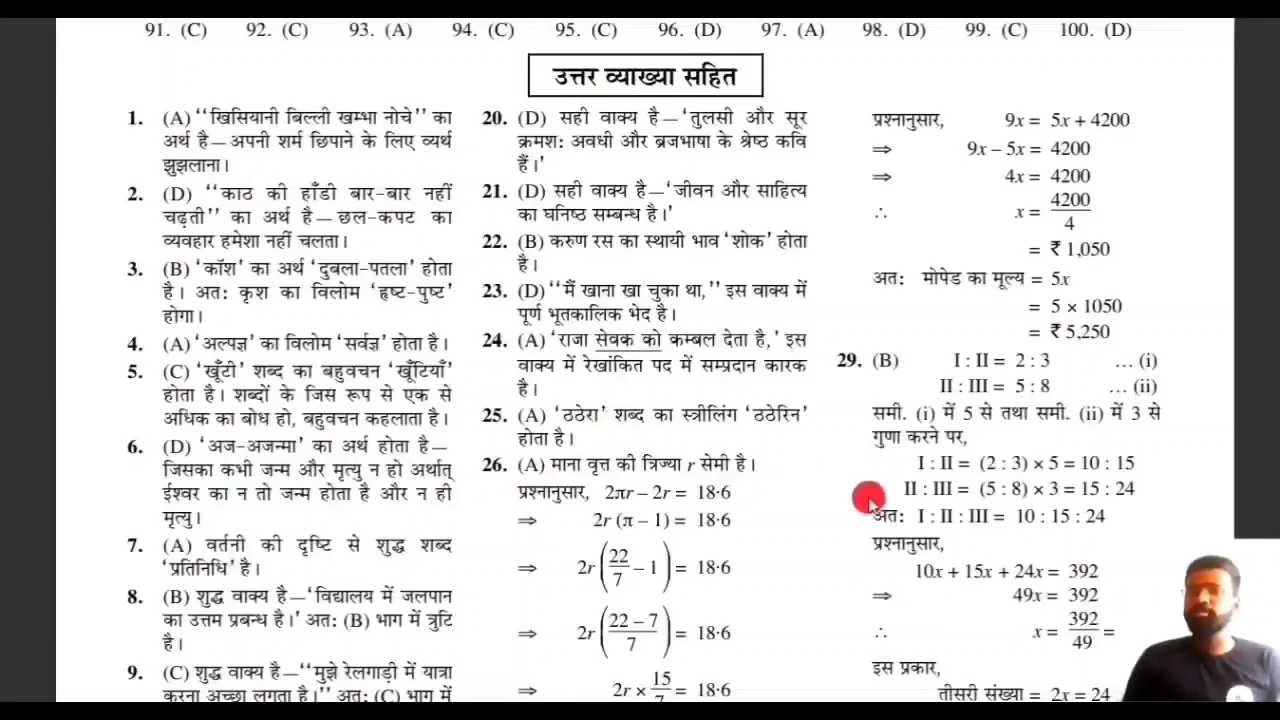 91. (C) 92. (C) 93. (A) 94. (C) 95. (C) 96. (D) 97. (A) 98. (D) 99. (C) 100. (D)
उत्तर व्याख्या सहित
1. (A) ‘‘खिसियानी बिल्ली खम्भा नोचे’’ का
अर्थ है—अपनी शर्म छिपाने के लिए व्यर्थ
झुझलाना।
2. (D) ‘‘काठ की हाँडी बार-बार नहीं
चढ़ती’’ का अर्थ है—छल-कपट का
व्यवहार हमेशा नहीं चलता।
3. (B) ‘कॉश’ का अर्थ ‘दुबला-पतला’ होता
है। अतः कृश का विलोम ‘हृष्ट-पुष्ट’
होगा।
4. (A) ‘अल्पज्ञ’ का विलोम ‘सर्वज्ञ’ होता है।
5. (C) ‘खूँटी’ शब्द का बहुवचन ‘खूँटियाँ’
होता है। शब्दों के जिस रूप से एक से
अधिक का बोध हो, बहुवचन कहलाता है।
6. (D) ‘अज-अजन्मा’ का अर्थ होता है—
जिसका कभी जन्म और मृत्यु न हो अर्थात्
ईश्वर का न तो जन्म होता है और न ही
मृत्यु।
7. (A) वर्तनी की दृष्टि से शुद्ध शब्द
‘प्रतिनिधि’ है।
8. (B) शुद्ध वाक्य है—‘विद्यालय में जलपान
का उत्तम प्रबन्ध है।’ अतः (B) भाग में त्रुटि
है।
9. (C) शुद्ध वाक्य है—‘‘मुझे रेलगाड़ी में यात्रा
करना अच्छा लगता है।’’ अतः (C) भाग में
20. (D) सही वाक्य है—‘तुलसी और सूर
क्रमशः अवधी और ब्रजभाषा के श्रेष्ठ कवि
हैं।’
21. (D) सही वाक्य है—‘जीवन और साहित्य
का घनिष्ठ सम्बन्ध है।’
22. (B) करुण रस का स्थायी भाव ‘शोक’ होता
है।
23. (D) ‘‘मैं खाना खा चुका था,’’ इस वाक्य में
पूर्ण भूतकालिक भेद है।
24. (A) ‘राजा सेवक को कम्बल देता है,’ इस
वाक्य में रेखांकित पद में सम्प्रदान कारक
है।
25. (A) ‘ठठेरा’ शब्द का स्त्रीलिंग ‘ठठेरिन’
होता है।
26. (A) माना वृत्त की त्रिज्या r सेमी है।
प्रश्नानुसार, 2πr – 2r = 18·6
⇒ 2r (π – 1) = 18·6
⇒ 2r (22/7 – 1) = 18·6
⇒ 2r ((22 – 7)/7) = 18·6
⇒ 2r × 15/7 = 18·6
प्रश्नानुसार, 9x = 5x + 4200
⇒ 9x – 5x = 4200
⇒ 4x = 4200
∴ x = 4200/4
= ₹ 1,050
अतः मोपेड का मूल्य = 5x
= 5 × 1050
= ₹ 5,250
29. (B) I : II = 2 : 3 … (i)
II : III = 5 : 8 … (ii)
समी. (i) में 5 से तथा समी. (ii) में 3 से
गुणा करने पर,
I : II = (2 : 3) × 5 = 10 : 15
II : III = (5 : 8) × 3 = 15 : 24
अतः I : II : III = 10 : 15 : 24
प्रश्नानुसार,
10x + 15x + 24x = 392
⇒ 49x = 392
∴ x = 392/49 =
इस प्रकार,
तीसरी संख्या = 2x = 24